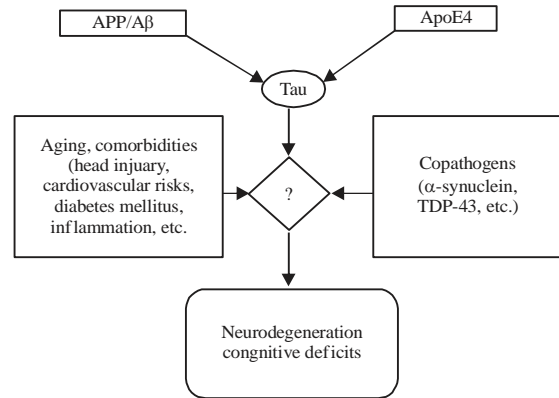 APP/Aβ
ApoE4
Tau
Aging, comorbidities
(head injuary,
cardiovascular risks,
diabetes mellitus,
inflammation, etc.
?
Copathogens
(α-synuclein,
TDP-43, etc.)
Neurodegeneration
congnitive deficits